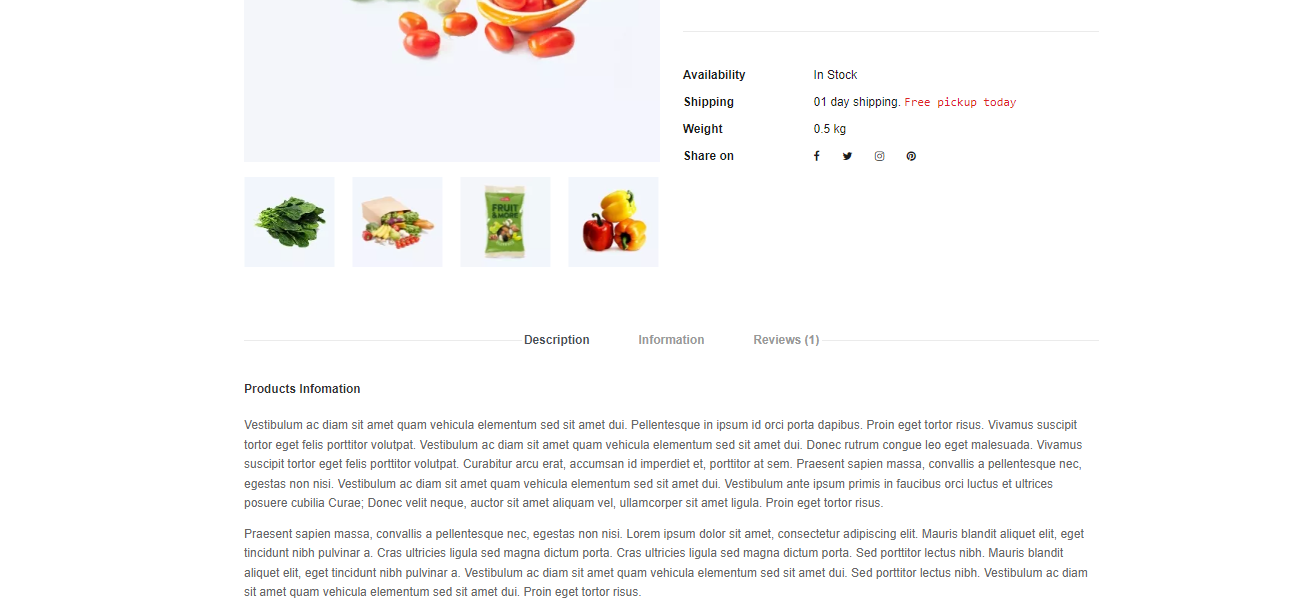 Availability In Stock
Shipping 01 day shipping. Free pickup today
Weight 0.5 kg
Share on
FRUIT
&MORE
Description Information Reviews (1)
Products Infomation
Vestibulum ac diam sit amet quam vehicula elementum sed sit amet dui. Pellentesque in ipsum id orci porta dapibus. Proin eget tortor risus. Vivamus suscipit
tortor eget felis porttitor volutpat. Vestibulum ac diam sit amet quam vehicula elementum sed sit amet dui. Donec rutrum congue leo eget malesuada. Vivamus
suscipit tortor eget felis porttitor volutpat. Curabitur arcu erat, accumsan id imperdiet et, porttitor at sem. Praesent sapien massa, convallis a pellentesque nec,
egestas non nisi. Vestibulum ac diam sit amet quam vehicula elementum sed sit amet dui. Vestibulum ante ipsum primis in faucibus orci luctus et ultrices
posuere cubilia Curae; Donec velit neque, auctor sit amet aliquam vel, ullamcorper sit amet ligula. Proin eget tortor risus.
Praesent sapien massa, convallis a pellentesque nec, egestas non nisi. Lorem ipsum dolor sit amet, consectetur adipiscing elit. Mauris blandit aliquet elit, eget
tincidunt nibh pulvinar a. Cras ultricies ligula sed magna dictum porta. Cras ultricies ligula sed magna dictum porta. Sed porttitor lectus nibh. Mauris blandit
aliquet elit, eget tincidunt nibh pulvinar a. Vestibulum ac diam sit amet quam vehicula elementum sed sit amet dui. Sed porttitor lectus nibh. Vestibulum ac diam
sit amet quam vehicula elementum sed sit amet dui. Proin eget tortor risus.